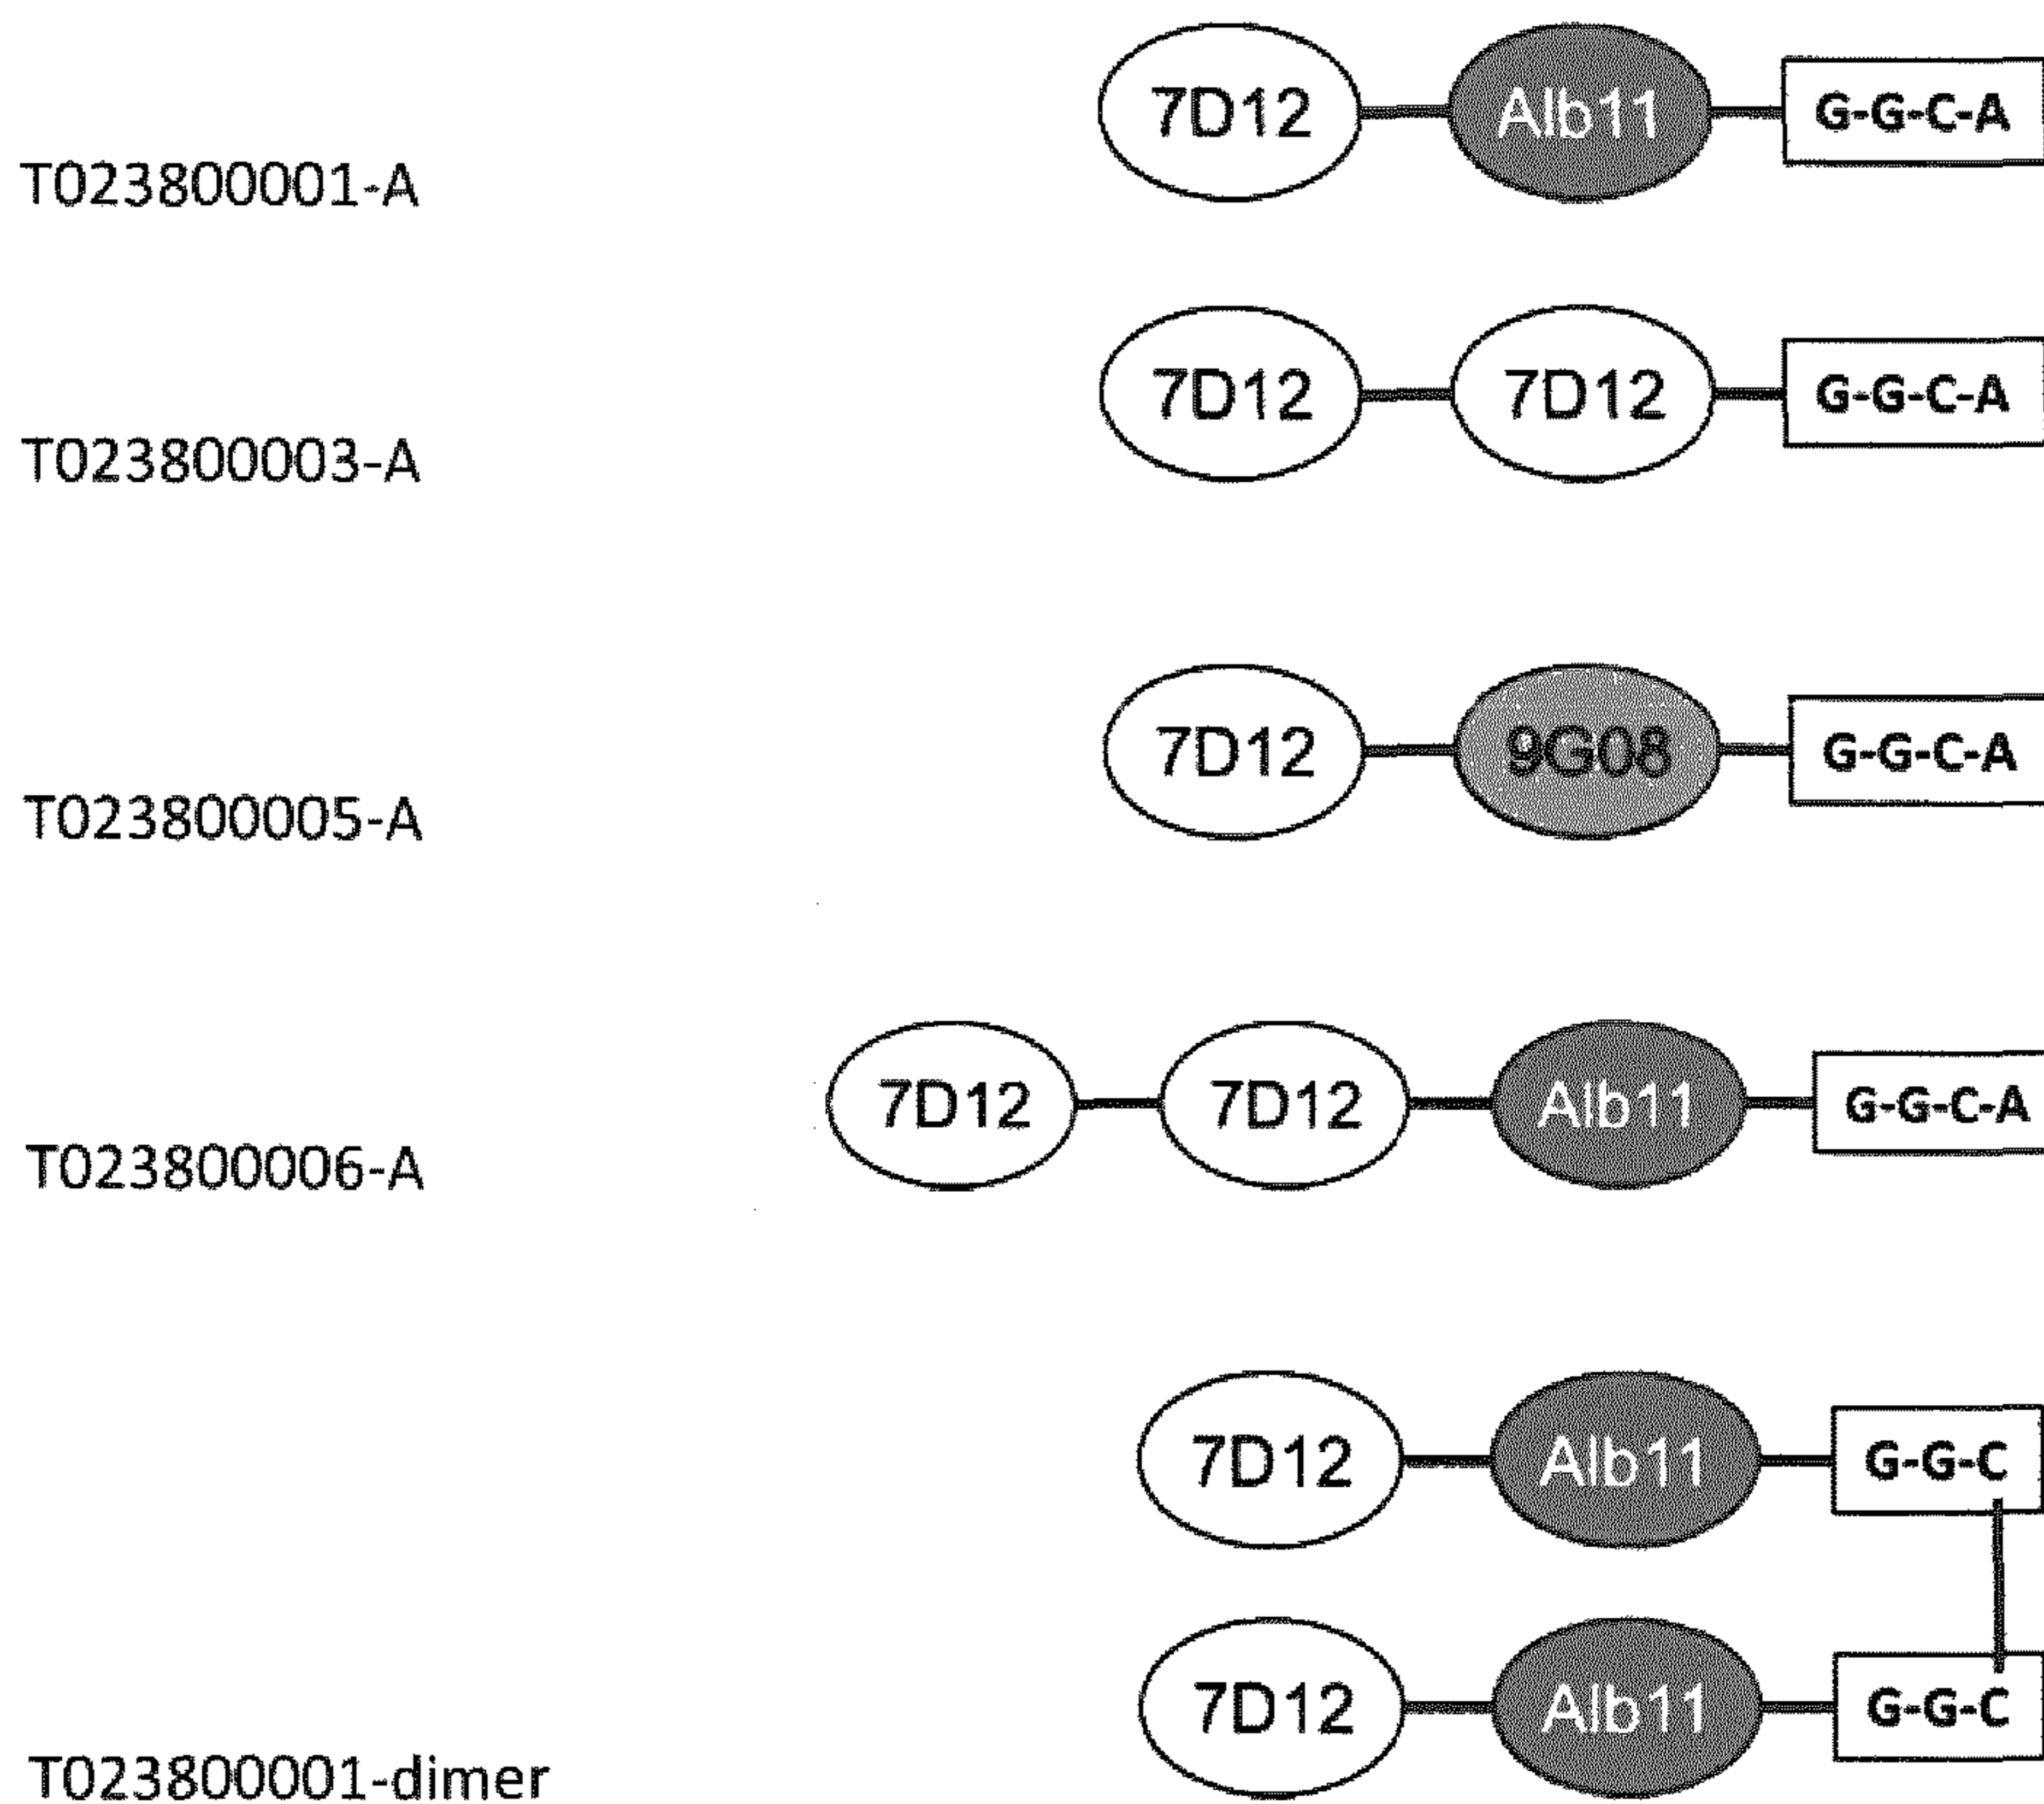 7D12 Alb11 G-G-C-A
T023800001-A
7D12 7D12 G-G-C-A
T023800003-A
7D12 9G08 G-G-C-A
T023800005-A
7D12 7D12 Alb11 G-G-C-A
T023800006-A
7D12 Alb11 G-G-C
7D12 Alb11 G-G-C
T023800001-dimer